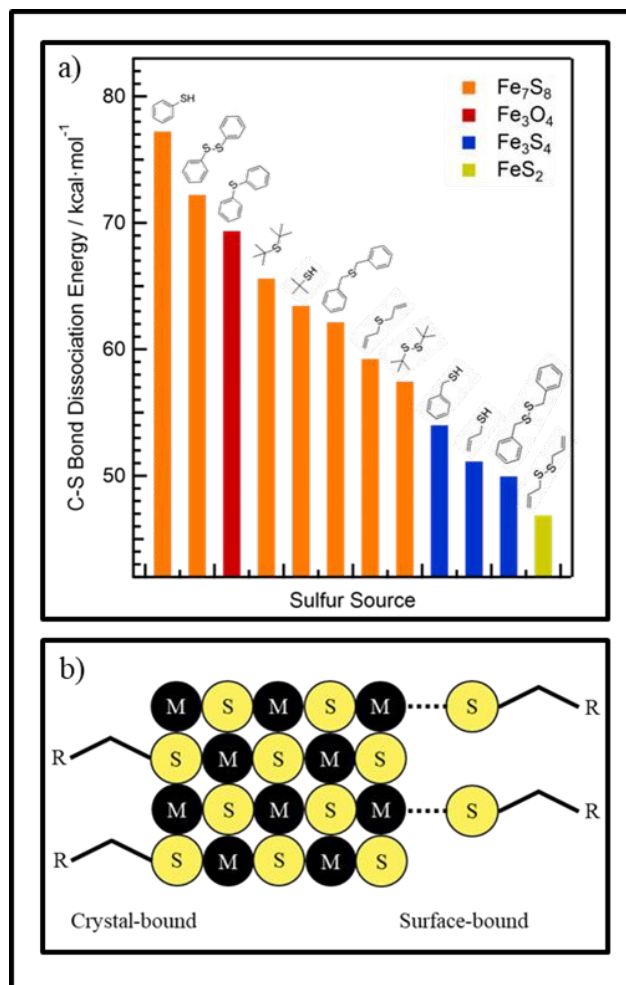 a)
Fe7S8
Fe3O4
Fe3S4
FeS2
80
70
60
50
C-S Bond Dissociation Energy / kcal·mol⁻¹
SH
S-S
S
S
SH
S
S
S-S
SH
SH
S-S
S-S
Sulfur Source
b)
M S M S M S R
R S M S M S
M S M S M S R
R S M S M S
Crystal-bound Surface-bound